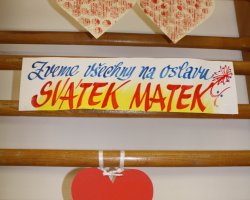 Zveme všechny na oslavu
SVÁTEK MATEK